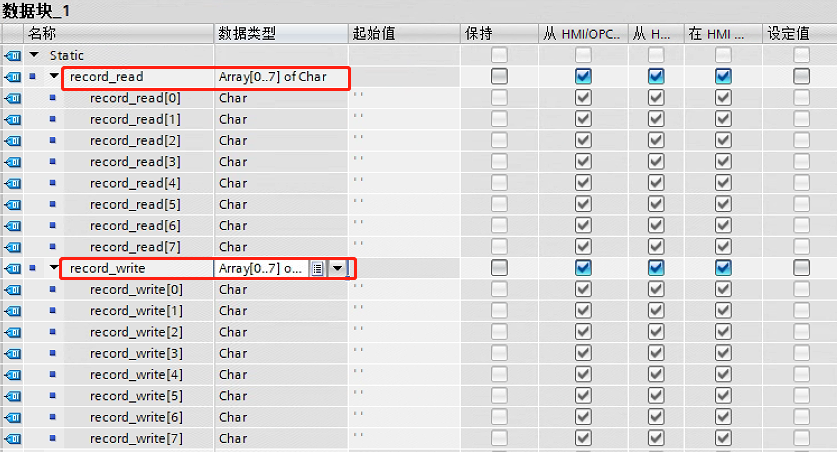 数据块_1
名称 数据类型 起始值 保持 从 HMI/OPC... 从 H... 在 HMI ... 设定值
Static
record_read Array[0..7] of Char
record_read[0] Char ' '
record_read[1] Char ' '
record_read[2] Char ' '
record_read[3] Char ' '
record_read[4] Char ' '
record_read[5] Char ' '
record_read[6] Char ' '
record_read[7] Char ' '
record_write Array[0..7] o...
record_write[0] Char ' '
record_write[1] Char ' '
record_write[2] Char ' '
record_write[3] Char ' '
record_write[4] Char ' '
record_write[5] Char ' '
record_write[6] Char ' '
record_write[7] Char ' '